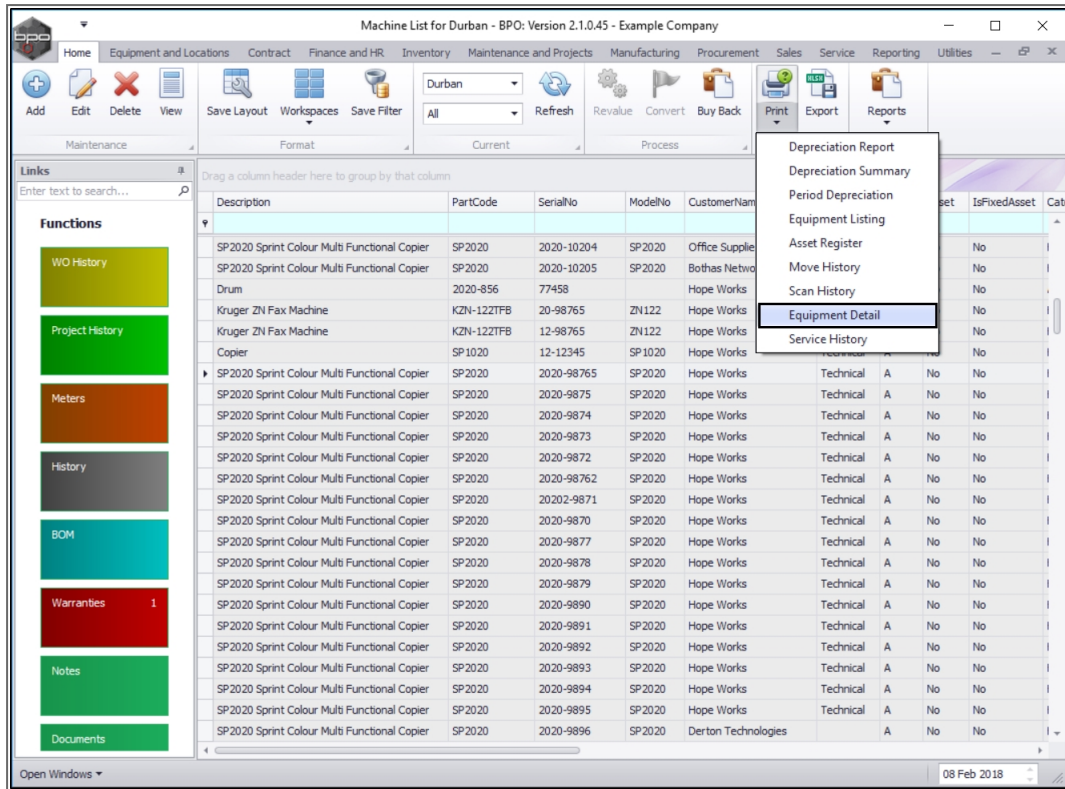 bpo
Machine List for Durban - BPO: Version 2.1.0.45 - Example Company
Home Equipment and Locations Contract Finance and HR Inventory Maintenance and Projects Manufacturing Procurement Sales Service Reporting Utilities
Add Edit Delete View Save Layout Workspaces Save Filter Durban All Refresh Revalue Convert Buy Back Print Export Reports
Maintenance Format Current Process
Depreciation Report
Depreciation Summary
Period Depreciation
Equipment Listing
Asset Register
Move History
Scan History
Equipment Detail
Service History
Links
Enter text to search...
Functions
WO History
Project History
Meters
History
BOM
Warranties 1
Notes
Documents
Drag a column header here to group by that column
Description PartCode SerialNo ModelNo CustomerNam set IsFixedAsset Cat
SP2020 Sprint Colour Multi Functional Copier SP2020 2020-10204 SP2020 Office Supplie No
SP2020 Sprint Colour Multi Functional Copier SP2020 2020-10205 SP2020 Bothas Netwo No
Drum 2020-856 77458 Hope Works No
Kruger ZN Fax Machine KZN-122TFB 20-98765 ZN122 Hope Works No
Kruger ZN Fax Machine KZN-122TFB 12-98765 ZN122 Hope Works No
Copier SP1020 12-12345 SP1020 Hope Works Technical A No No
SP2020 Sprint Colour Multi Functional Copier SP2020 2020-98765 SP2020 Hope Works Technical A No No
SP2020 Sprint Colour Multi Functional Copier SP2020 2020-9875 SP2020 Hope Works Technical A No No
SP2020 Sprint Colour Multi Functional Copier SP2020 2020-9874 SP2020 Hope Works Technical A No No
SP2020 Sprint Colour Multi Functional Copier SP2020 2020-9873 SP2020 Hope Works Technical A No No
SP2020 Sprint Colour Multi Functional Copier SP2020 2020-9872 SP2020 Hope Works Technical A No No
SP2020 Sprint Colour Multi Functional Copier SP2020 2020-98762 SP2020 Hope Works Technical A No No
SP2020 Sprint Colour Multi Functional Copier SP2020 20202-9871 SP2020 Hope Works Technical A No No
SP2020 Sprint Colour Multi Functional Copier SP2020 2020-9870 SP2020 Hope Works Technical A No No
SP2020 Sprint Colour Multi Functional Copier SP2020 2020-9877 SP2020 Hope Works Technical A No No
SP2020 Sprint Colour Multi Functional Copier SP2020 2020-9878 SP2020 Hope Works Technical A No No
SP2020 Sprint Colour Multi Functional Copier SP2020 2020-9879 SP2020 Hope Works Technical A No No
SP2020 Sprint Colour Multi Functional Copier SP2020 2020-9890 SP2020 Hope Works Technical A No No
SP2020 Sprint Colour Multi Functional Copier SP2020 2020-9891 SP2020 Hope Works Technical A No No
SP2020 Sprint Colour Multi Functional Copier SP2020 2020-9892 SP2020 Hope Works Technical A No No
SP2020 Sprint Colour Multi Functional Copier SP2020 2020-9893 SP2020 Hope Works Technical A No No
SP2020 Sprint Colour Multi Functional Copier SP2020 2020-9894 SP2020 Hope Works Technical A No No
SP2020 Sprint Colour Multi Functional Copier SP2020 2020-9895 SP2020 Hope Works Technical A No No
SP2020 Sprint Colour Multi Functional Copier SP2020 2020-9896 SP2020 Derton Technologies A No No
Open Windows 08 Feb 2018